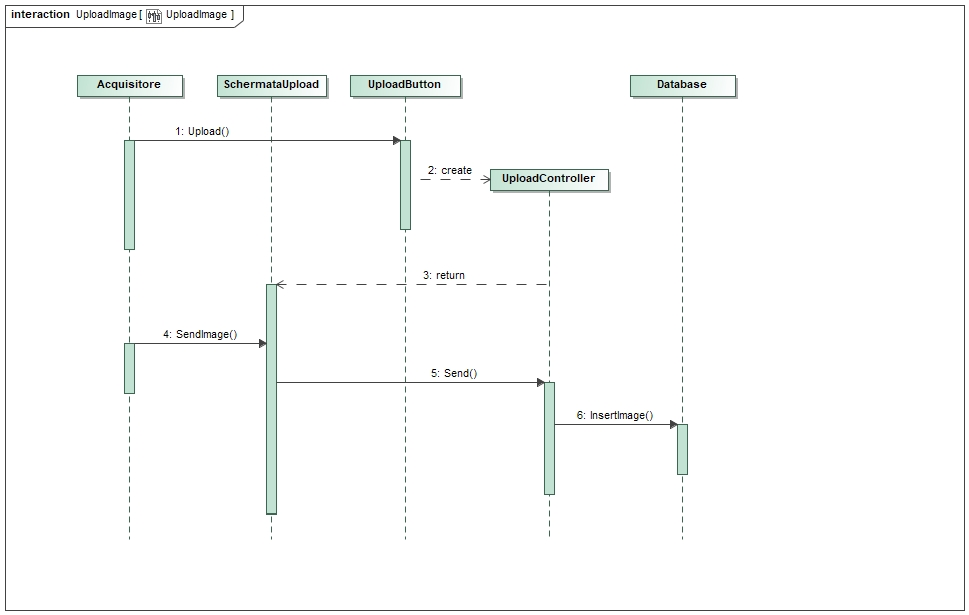 interaction UploadImage [ UploadImage ]
Acquisitore
SchermataUpload
UploadButton
Database
1: Upload()
2: create
UploadController
3: return
4: SendImage()
5: Send()
6: InsertImage()